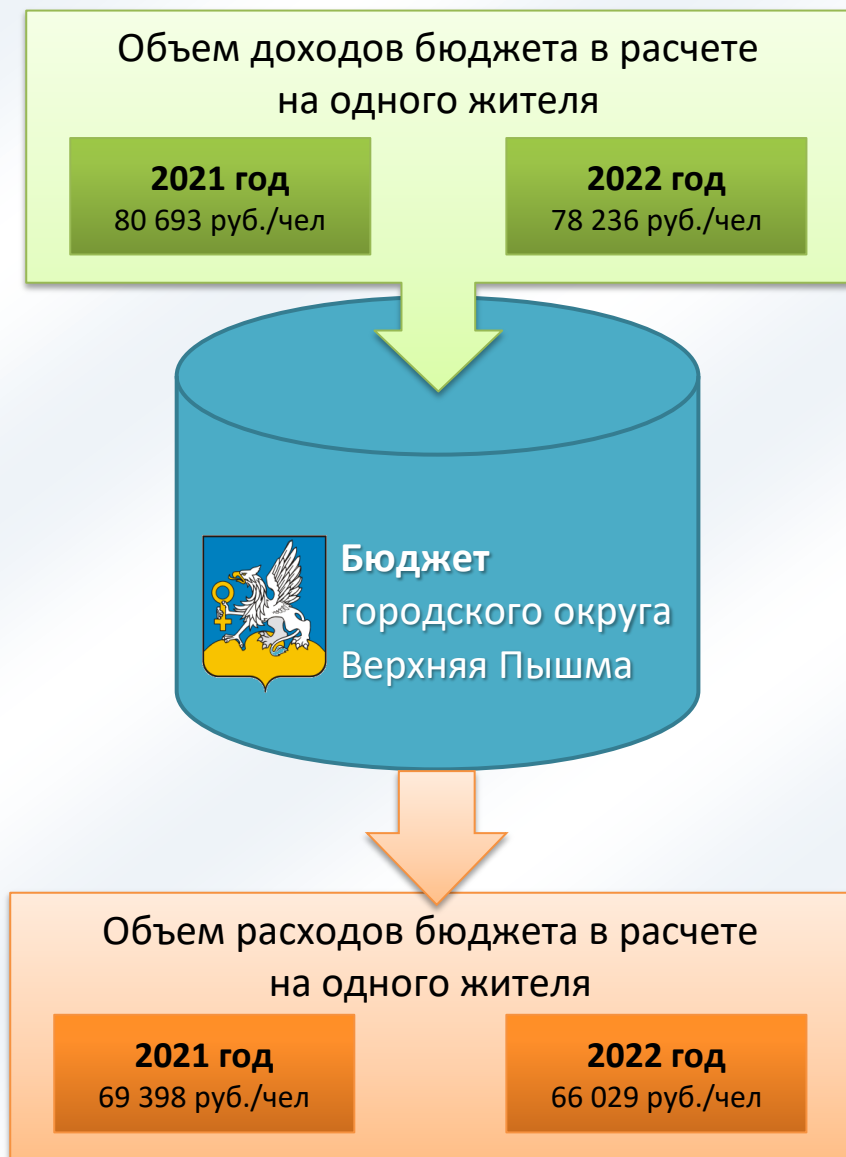 Объем доходов бюджета в расчете
на одного жителя
2021 год
80 693 руб./чел
2022 год
78 236 руб./чел
Бюджет
городского округа
Верхняя Пышма
Объем расходов бюджета в расчете
на одного жителя
2021 год
69 398 руб./чел
2022 год
66 029 руб./чел